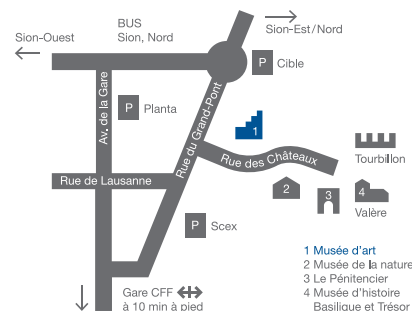 BUS
Sion, Nord
Sion-Est/Nord
Sion-Ouest
P Cible
Av. de la Gare
P Planta
Rue du Grand-Pont
1
Rue des Châteaux
Tourbillon
Rue de Lausanne
2
3
4
Valère
P Scex
1 Musée d'art
2 Musée de la nature
3 Le Pénitencier
4 Musée d'histoire
Basilique et Trésor
Gare CFF
à 10 min à pied